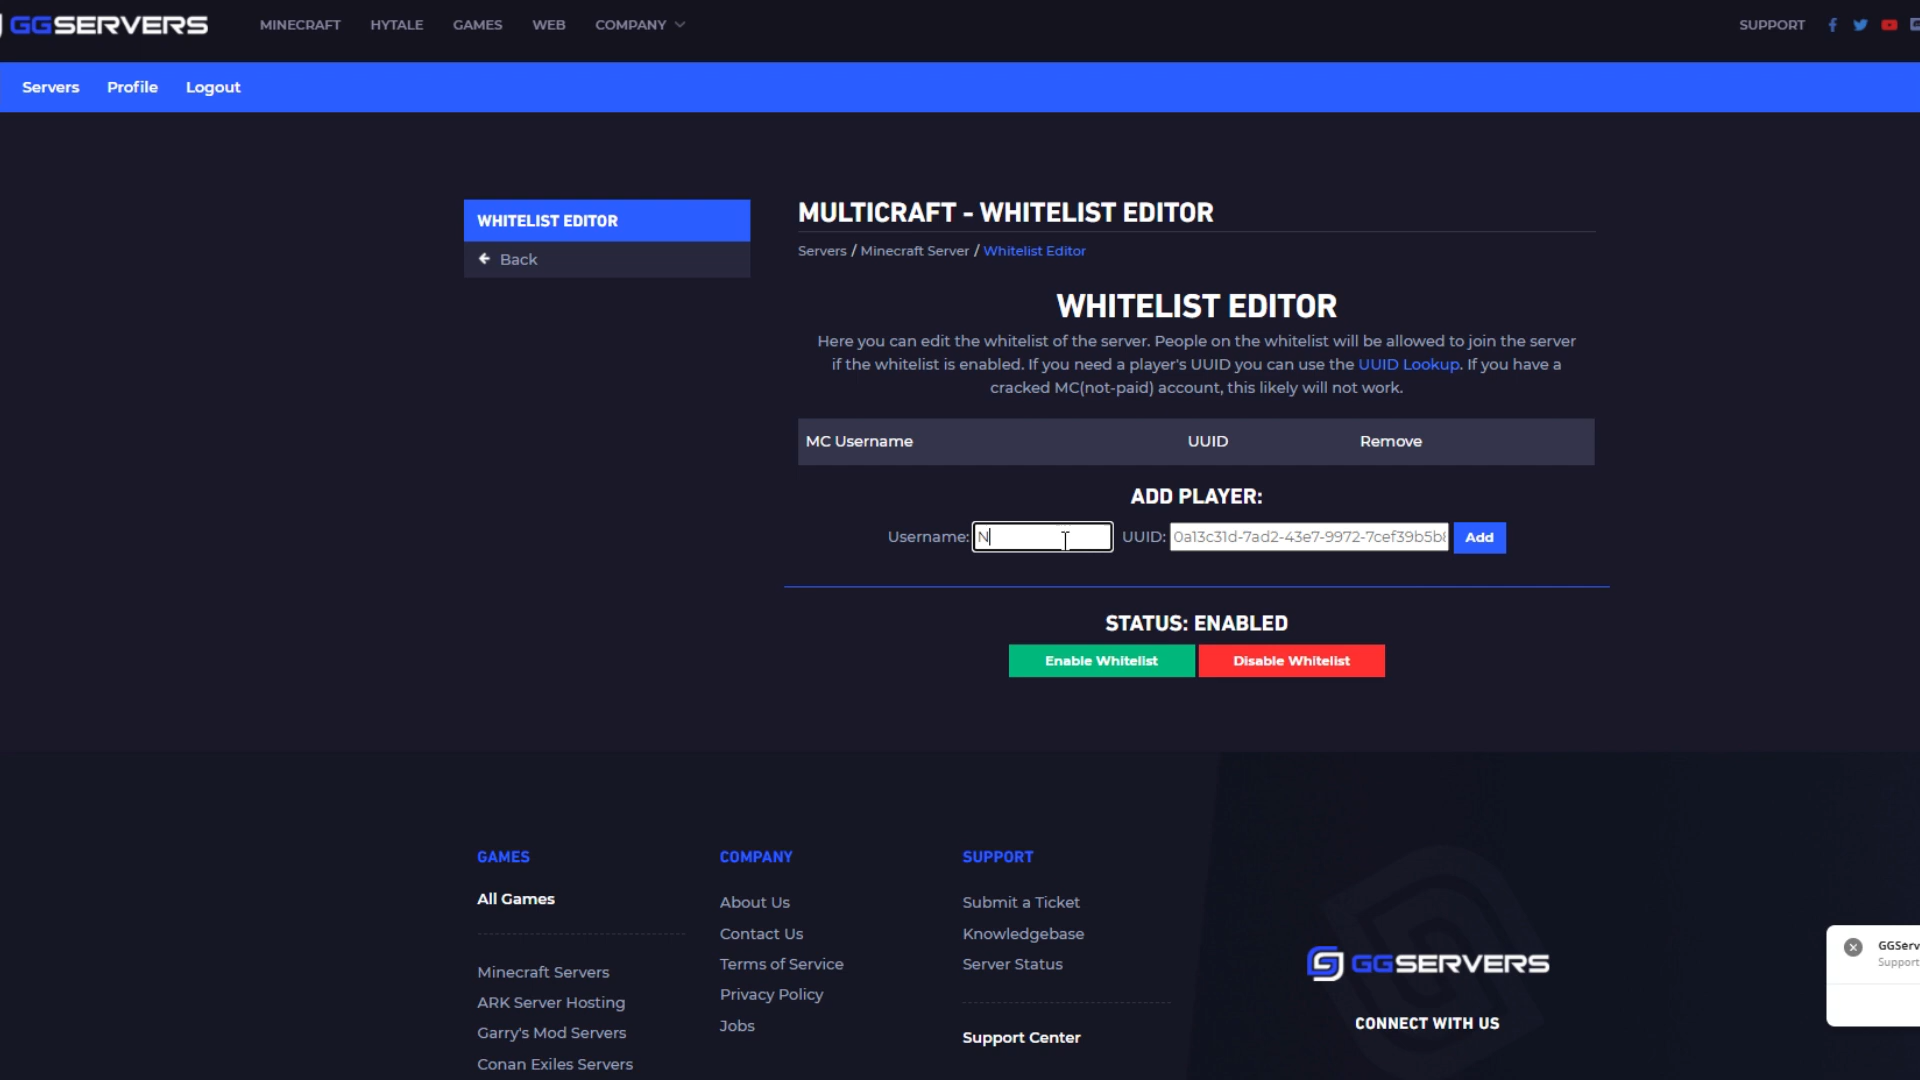 GGSERVERS
MINECRAFT HYTALE GAMES WEB COMPANY
SUPPORT
Servers Profile Logout
WHITELIST EDITOR
Back
MULTICRAFT - WHITELIST EDITOR
Servers / Minecraft Server / Whitelist Editor
WHITELIST EDITOR
Here you can edit the whitelist of the server. People on the whitelist will be allowed to join the server
if the whitelist is enabled. If you need a player's UUID you can use the UUID Lookup. If you have a
cracked MC(not-paid) account, this likely will not work.
MC Username UUID Remove
ADD PLAYER:
Username: N UUID: 0a13c31d-7ad2-43e7-9972-7cef39b5b8 Add
STATUS: ENABLED
Enable Whitelist Disable Whitelist
GAMES
All Games
Minecraft Servers
ARK Server Hosting
Garry's Mod Servers
Conan Exiles Servers
COMPANY
About Us
Contact Us
Terms of Service
Privacy Policy
Jobs
SUPPORT
Submit a Ticket
Knowledgebase
Server Status
Support Center
GGSERVERS
CONNECT WITH US
GGServ
Support